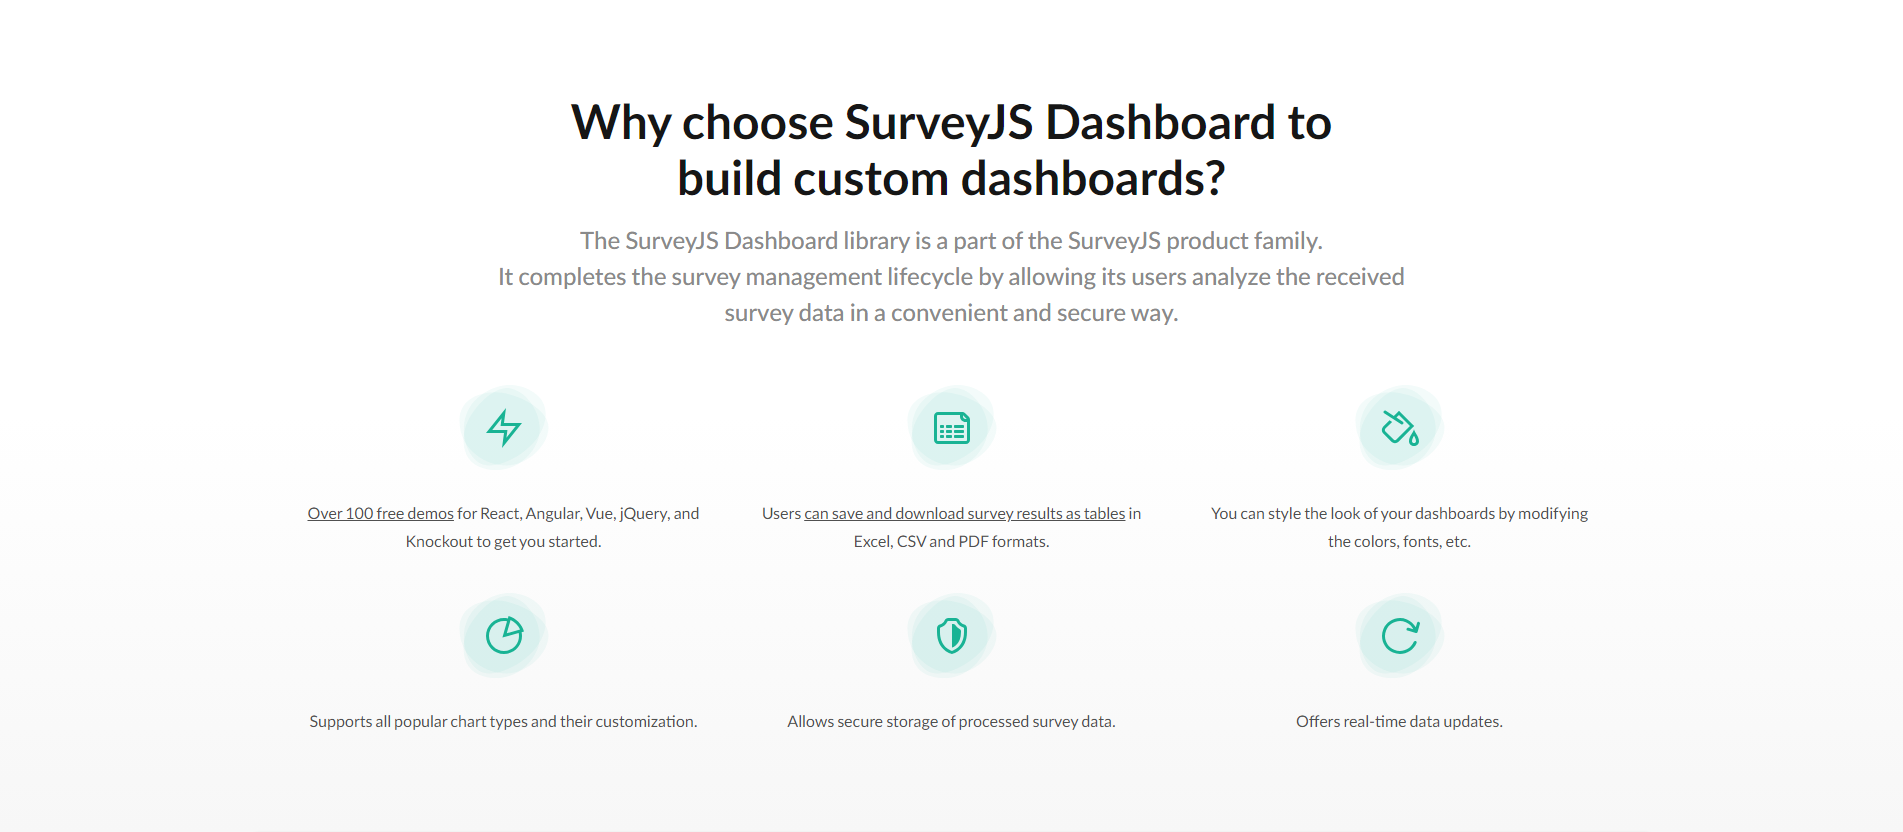 Why choose SurveyJS Dashboard to
build custom dashboards?
The SurveyJS Dashboard library is a part of the SurveyJS product family.
It completes the survey management lifecycle by allowing its users analyze the received
survey data in a convenient and secure way.
Over 100 free demos for React, Angular, Vue, jQuery, and
Knockout to get you started.
Users can save and download survey results as tables in
Excel, CSV and PDF formats.
You can style the look of your dashboards by modifying
the colors, fonts, etc.
Supports all popular chart types and their customization.
Allows secure storage of processed survey data.
Offers real-time data updates.